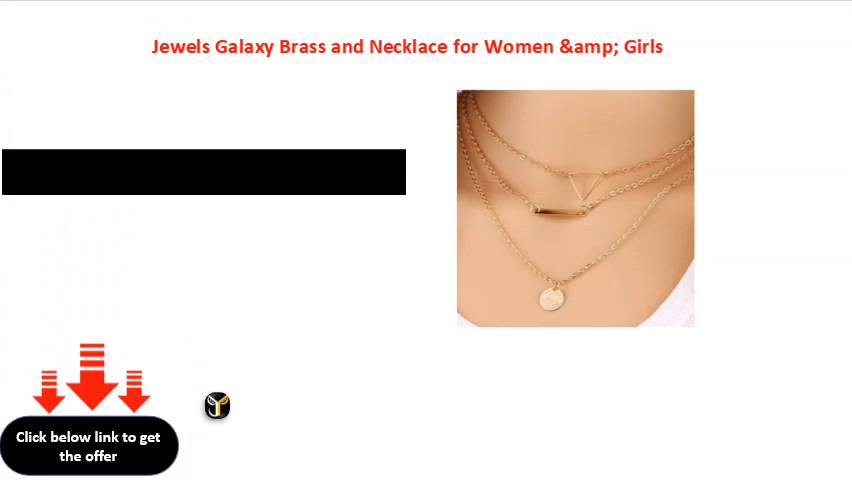 Jewels Galaxy Brass and Necklace for Women &amp; Girls
Click below link to get
the offer